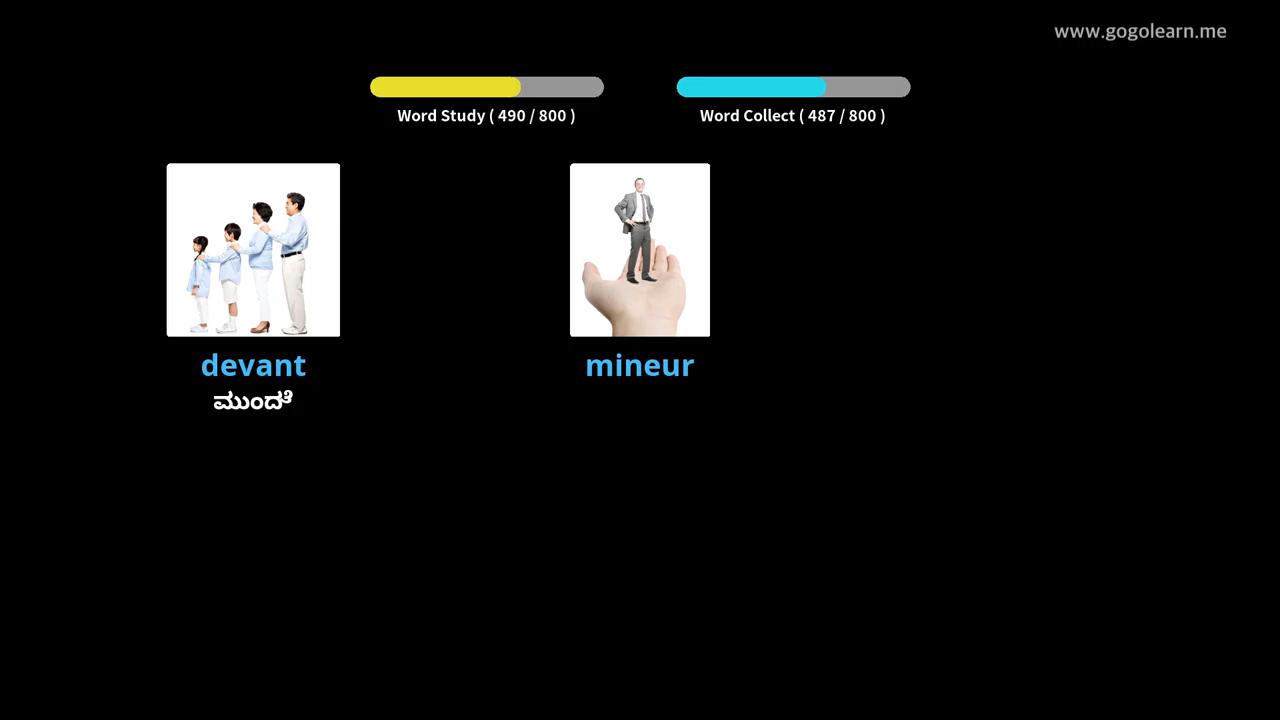 www.gogolearn.me
Word Study ( 490 / 800 )
Word Collect ( 487 / 800 )
devant
ಮುಂದೆ
mineur